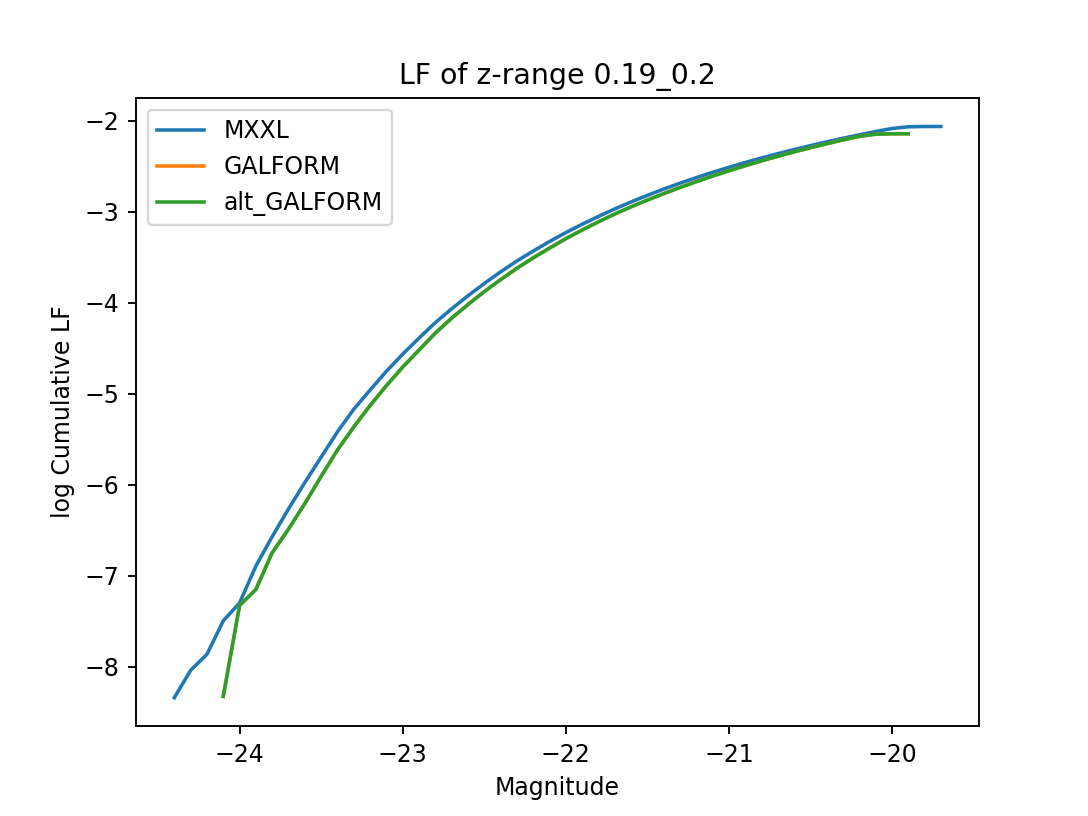 LF of z-range 0.19_0.2
MXXL
GALFORM
alt_GALFORM
−2
−3
−4
−5
−6
−7
−8
log Cumulative LF
−24
−23
−22
−21
−20
Magnitude